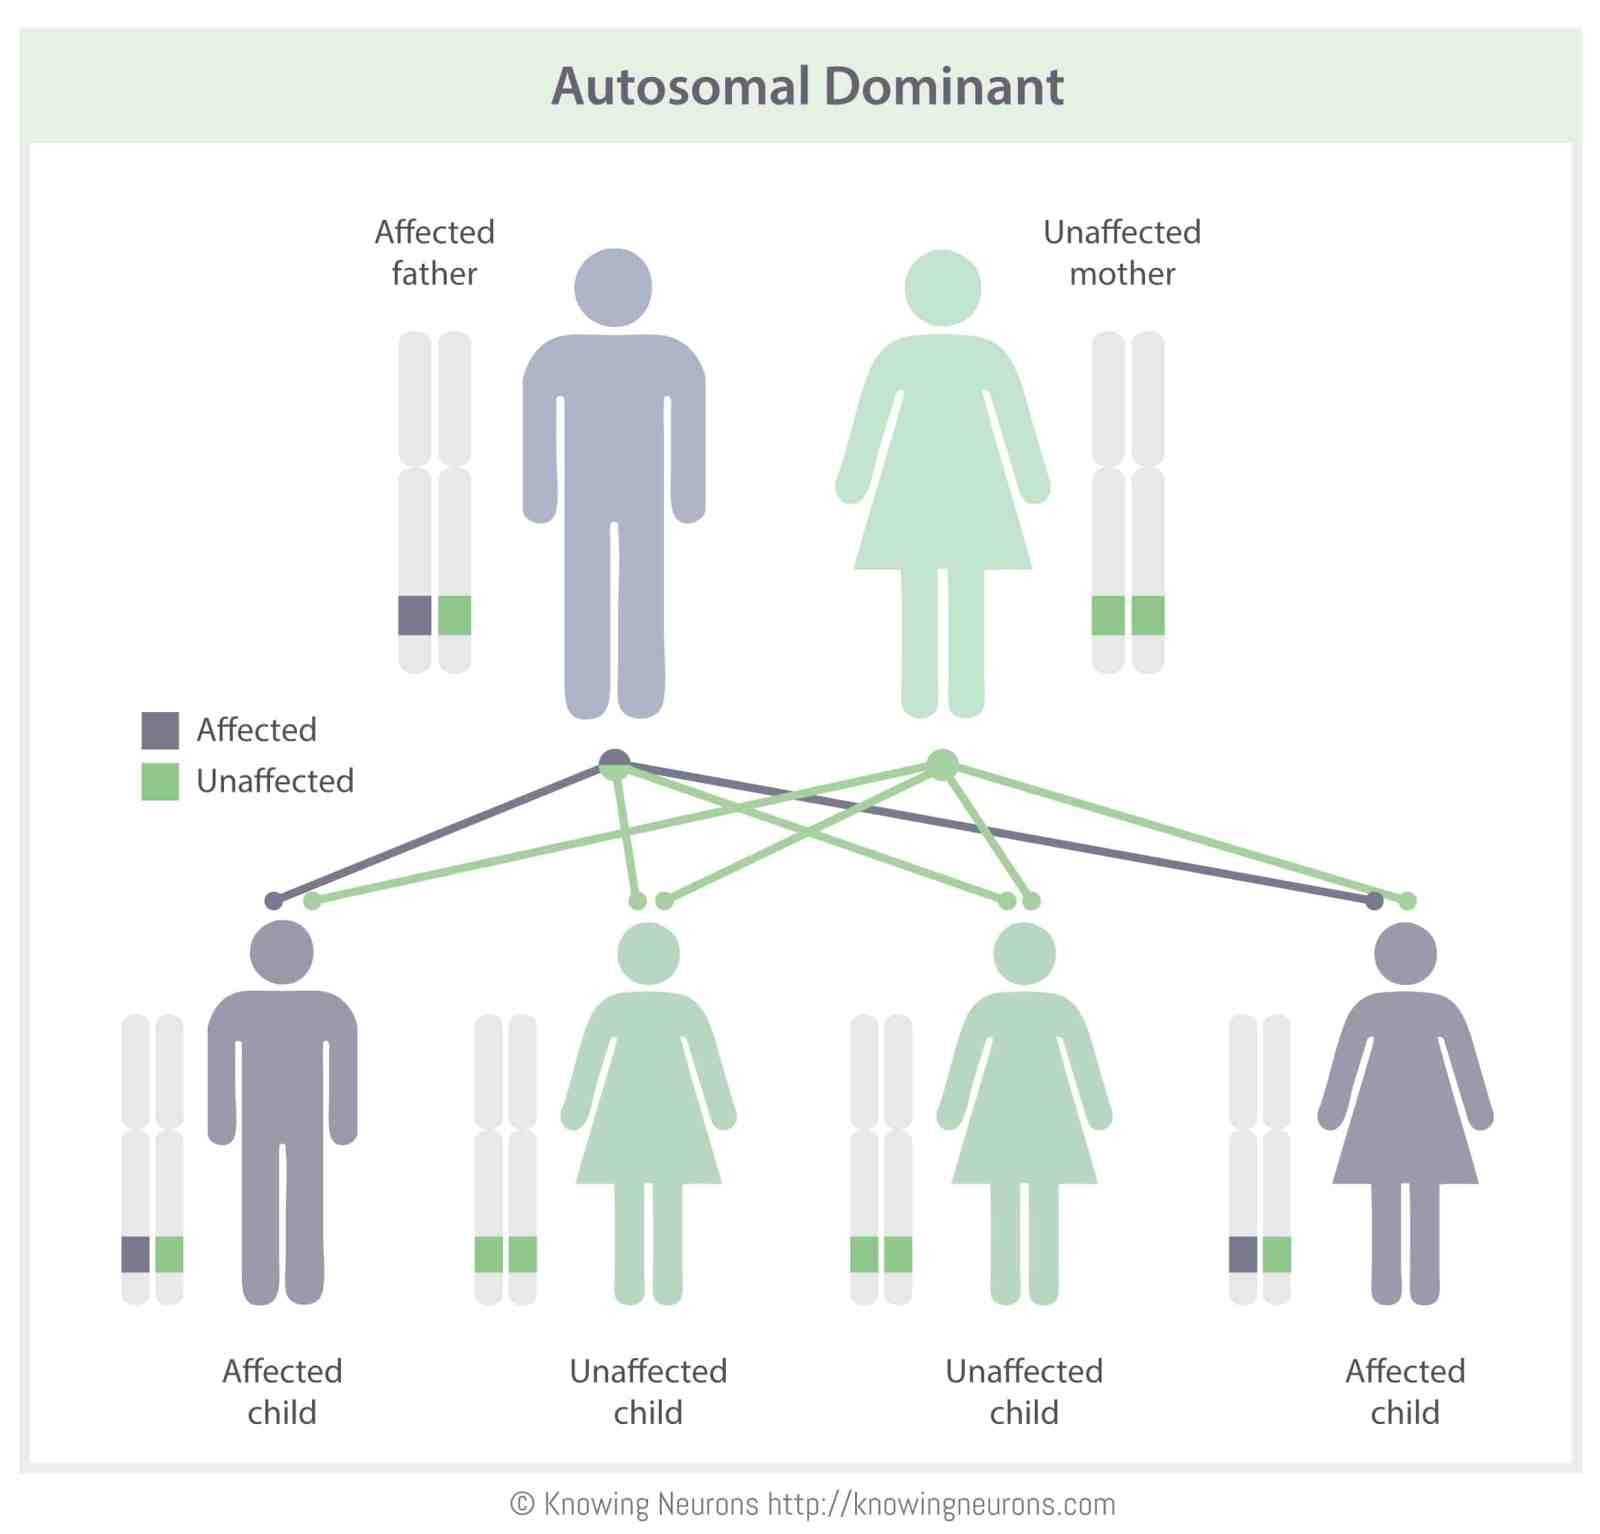 Autosomal Dominant
Affected
father
Unaffected
mother
Affected
Unaffected
Affected
child
Unaffected
child
Unaffected
child
Affected
child
© Knowing Neurons http://knowingneurons.com